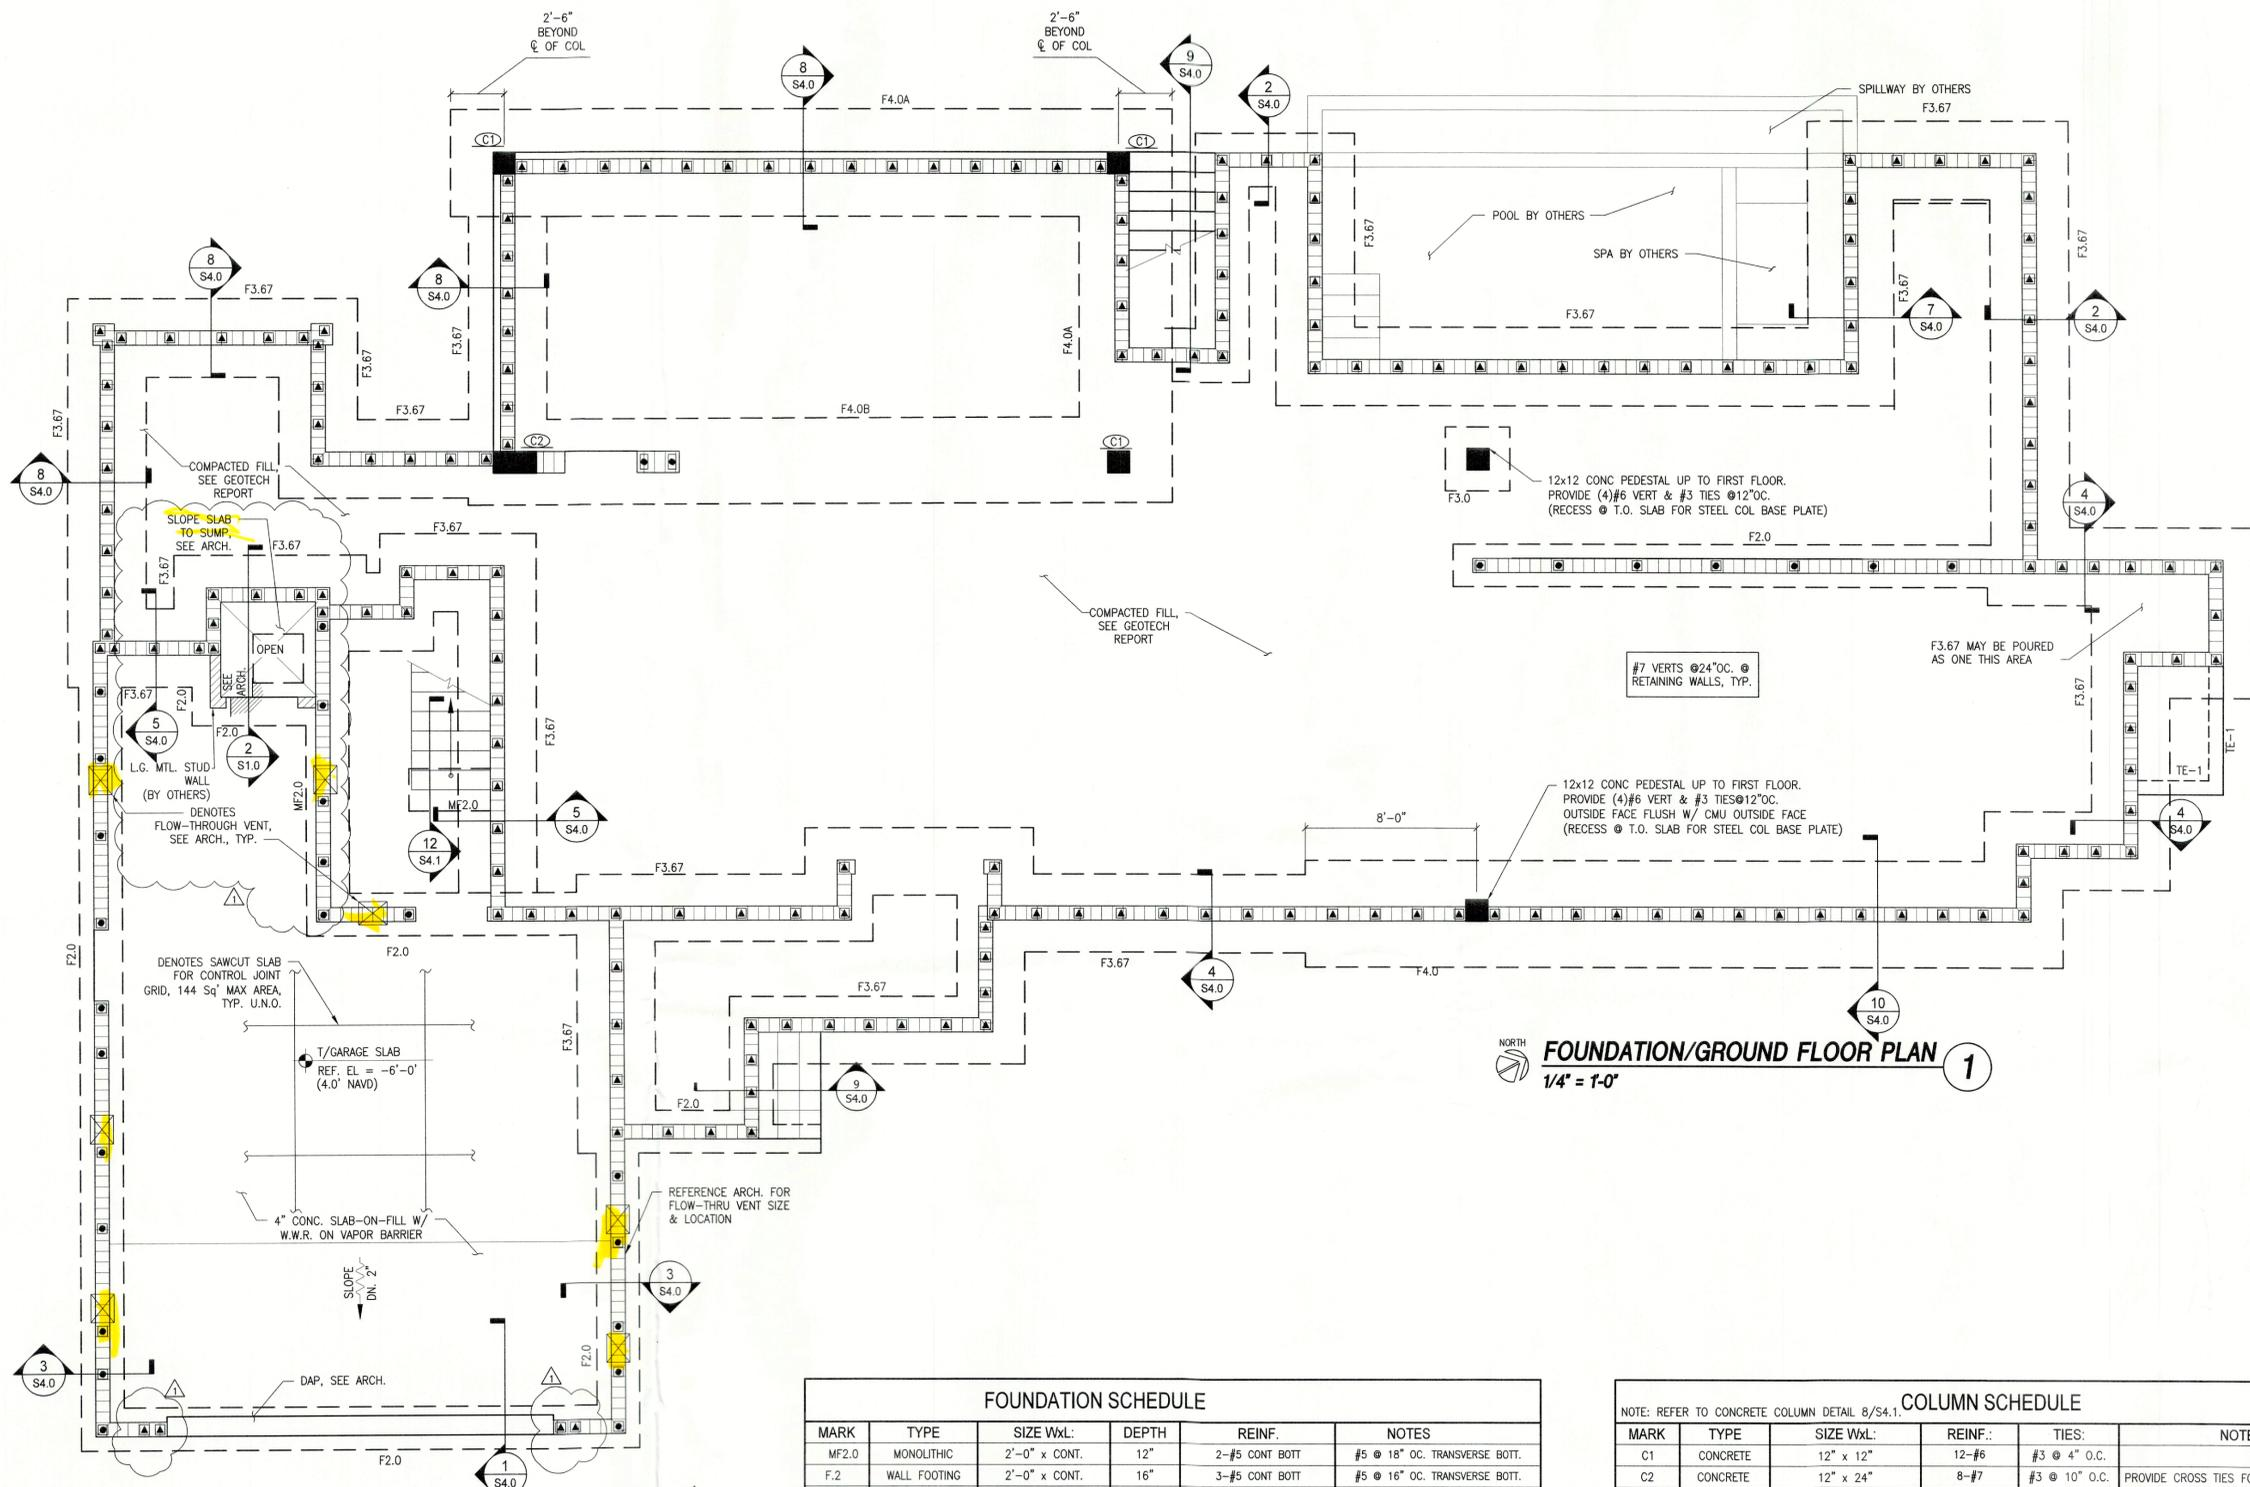 2'-6"
BEYOND
℄ OF COL
2'-6"
BEYOND
℄ OF COL
8
S4.0
9
S4.0
2
S4.0
F4.0A
SPILLWAY BY OTHERS
F3.67
C1
C1
POOL BY OTHERS
SPA BY OTHERS
F3.67
F3.67
F3.67
F3.67
7
S4.0
2
S4.0
8
S4.0
F3.67
8
S4.0
F3.67
F3.67
F3.67
F4.0A
F4.0B
F3.67
8
S4.0
C2
C1
COMPACTED FILL,
SEE GEOTECH
REPORT
SLOPE SLAB
TO SUMP,
SEE ARCH.
F3.67
F3.67
F3.67
F3.0
12x12 CONC PEDESTAL UP TO FIRST FLOOR.
PROVIDE (4)#6 VERT & #3 TIES @12"OC.
(RECESS @ T.O. SLAB FOR STEEL COL BASE PLATE)
4
S4.0
F2.0
COMPACTED FILL,
SEE GEOTECH
REPORT
OPEN
SEE
ARCH.
F3.67
F2.0
F2.0
5
S4.0
2
S1.0
L.G. MTL. STUD
WALL
(BY OTHERS)
MF2.0
DENOTES
FLOW-THROUGH VENT,
SEE ARCH., TYP.
MF2.0
12
S4.1
5
S4.0
F3.67
#7 VERTS @24"OC. @
RETAINING WALLS, TYP.
F3.67 MAY BE POURED
AS ONE THIS AREA
F3.67
TE-1
TE-1
4
S4.0
12x12 CONC PEDESTAL UP TO FIRST FLOOR.
PROVIDE (4)#6 VERT & #3 TIES@12"OC.
OUTSIDE FACE FLUSH W/ CMU OUTSIDE FACE
(RECESS @ T.O. SLAB FOR STEEL COL BASE PLATE)
8'-0"
F3.67
1
F2.0
F2.0
DENOTES SAWCUT SLAB
FOR CONTROL JOINT
GRID, 144 Sq' MAX AREA,
TYP. U.N.O.
T/GARAGE SLAB
REF. EL = -6'-0'
(4.0' NAVD)
F3.67
F3.67
F3.67
4
S4.0
F4.0
10
S4.0
NORTH
FOUNDATION/GROUND FLOOR PLAN
1/4" = 1'-0"
1
F2.0
9
S4.0
REFERENCE ARCH. FOR
FLOW-THRU VENT SIZE
& LOCATION
4" CONC. SLAB-ON-FILL W/
W.W.R. ON VAPOR BARRIER
SLOPE
DN. 2"
3
S4.0
3
S4.0
F2.0
DAP, SEE ARCH.
1
1
F2.0
1
S4.0
FOUNDATION SCHEDULE
MARK TYPE SIZE WxL: DEPTH REINF. NOTES
MF2.0 MONOLITHIC 2'-0" x CONT. 12" 2-#5 CONT BOTT #5 @ 18" OC. TRANSVERSE BOTT.
F.2 WALL FOOTING 2'-0" x CONT. 16" 3-#5 CONT BOTT #5 @ 16" OC. TRANSVERSE BOTT.
COLUMN SCHEDULE
NOTE: REFER TO CONCRETE COLUMN DETAIL 8/S4.1.
MARK TYPE SIZE WxL: REINF.: TIES:
C1 CONCRETE 12" x 12" 12-#6 #3 @ 4" O.C.
C2 CONCRETE 12" x 24" 8-#7 #3 @ 10" O.C. PROVIDE CROSS TIES